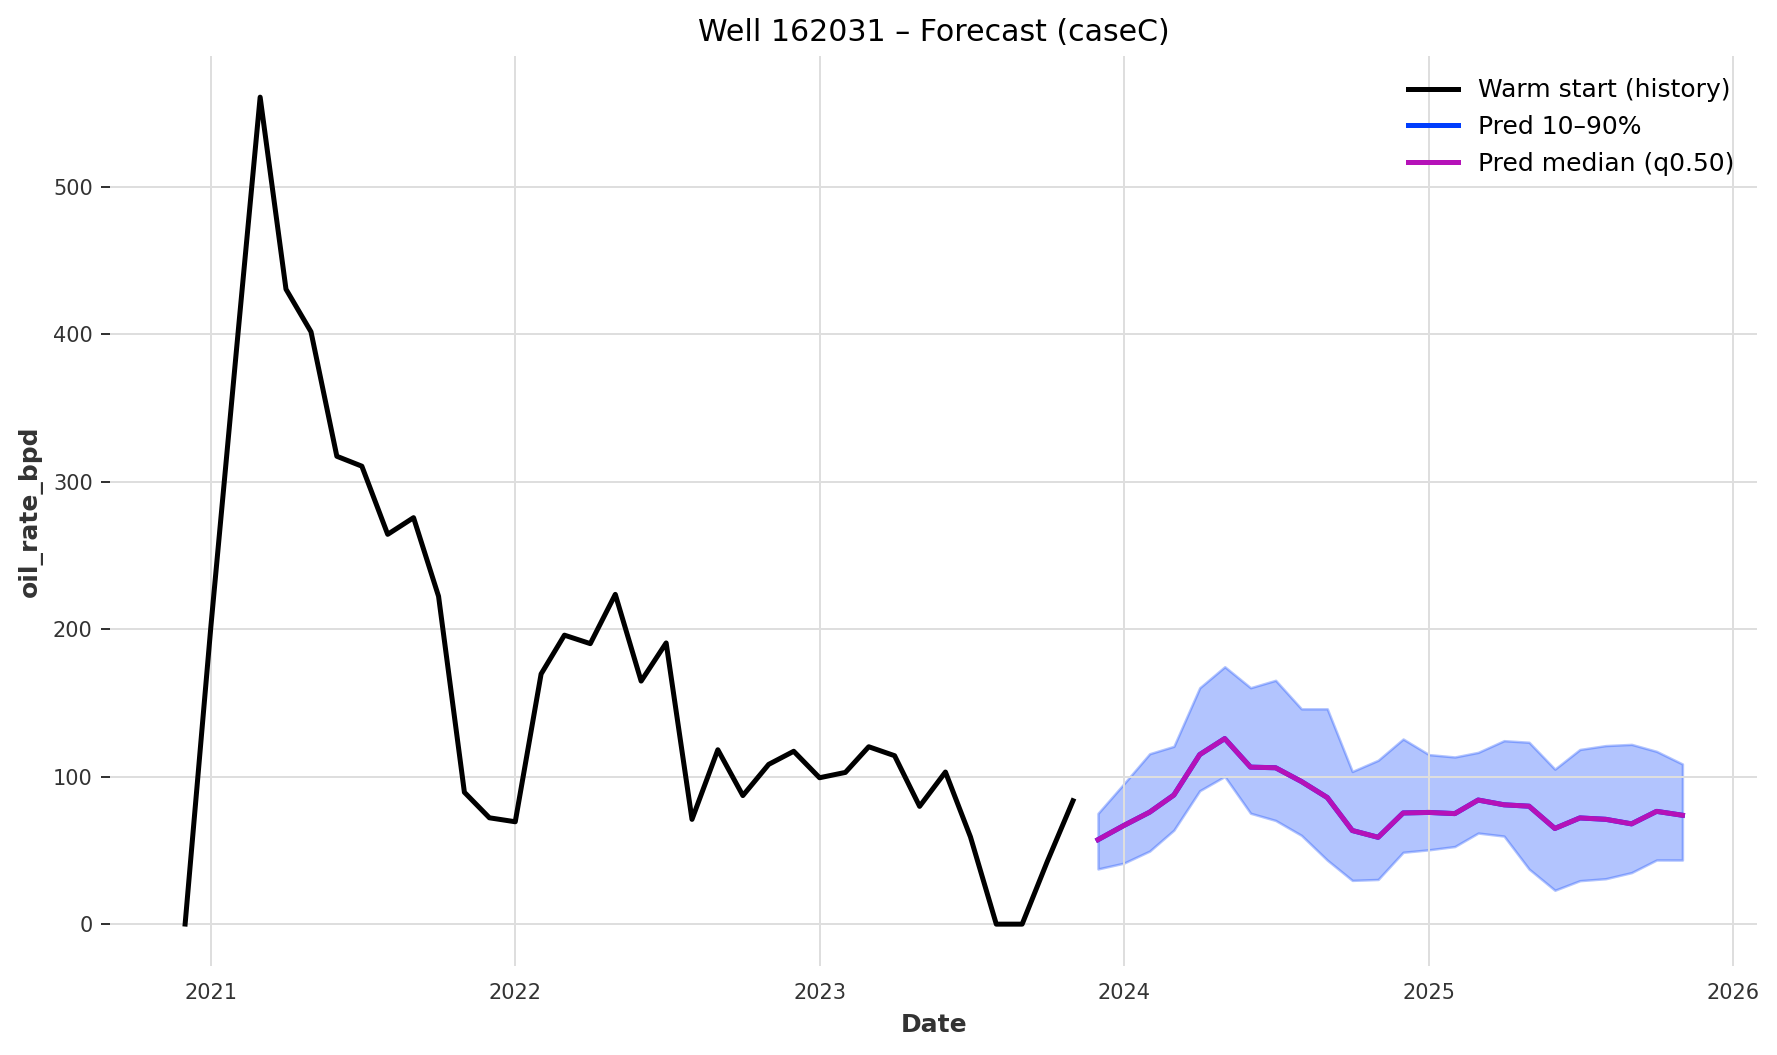 Well 162031 – Forecast (caseC)
Warm start (history)
Pred 10–90%
Pred median (q0.50)
oil_rate_bpd
500
400
300
200
100
0
2021
2022
2023
2024
2025
2026
Date